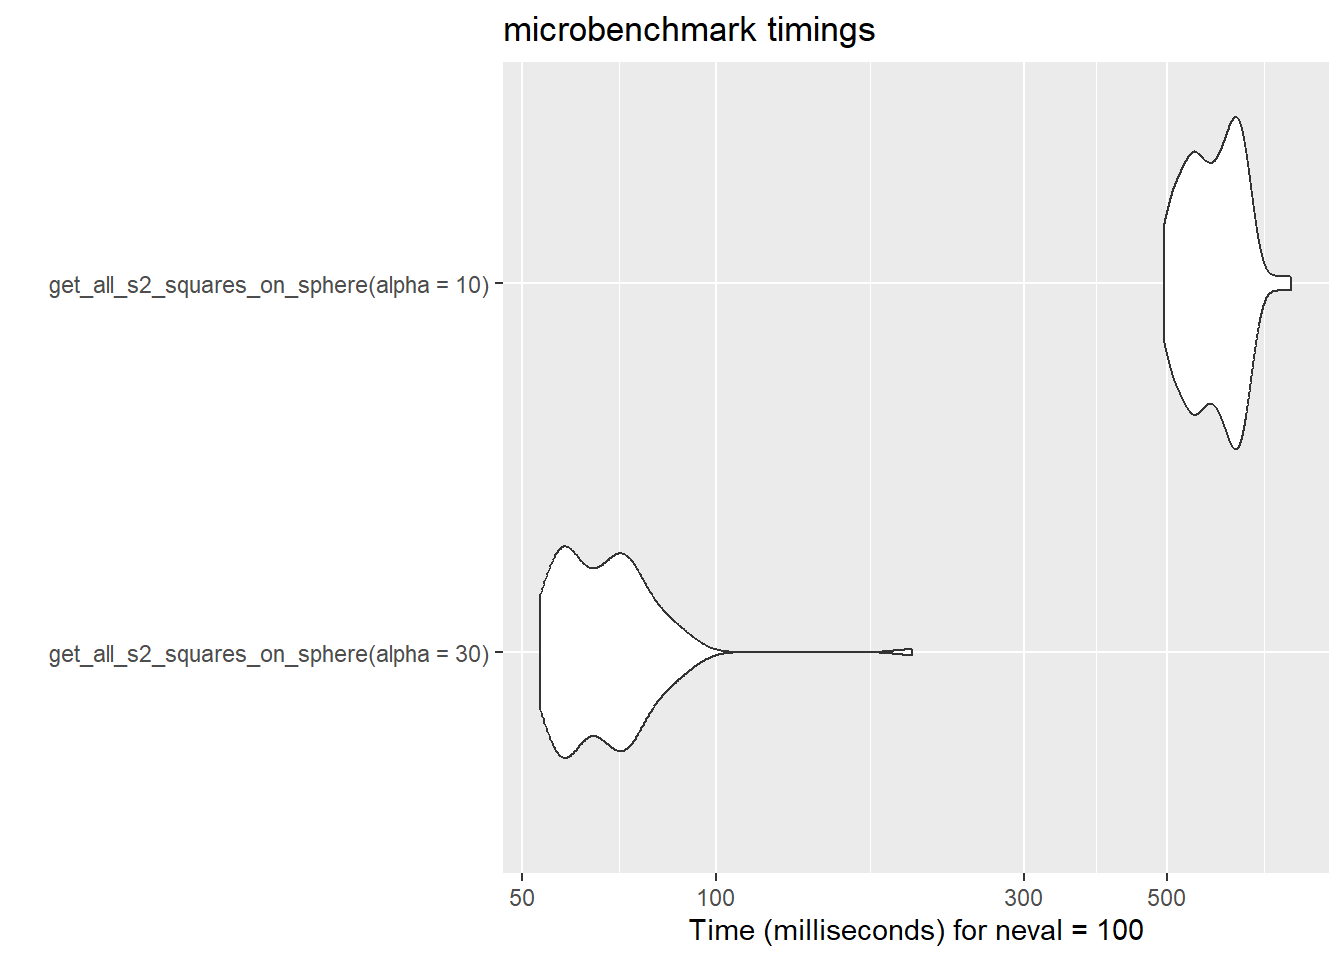 microbenchmark timings
get_all_s2_squares_on_sphere(alpha = 10)
get_all_s2_squares_on_sphere(alpha = 30)
50 100 300 500
Time (milliseconds) for neval = 100